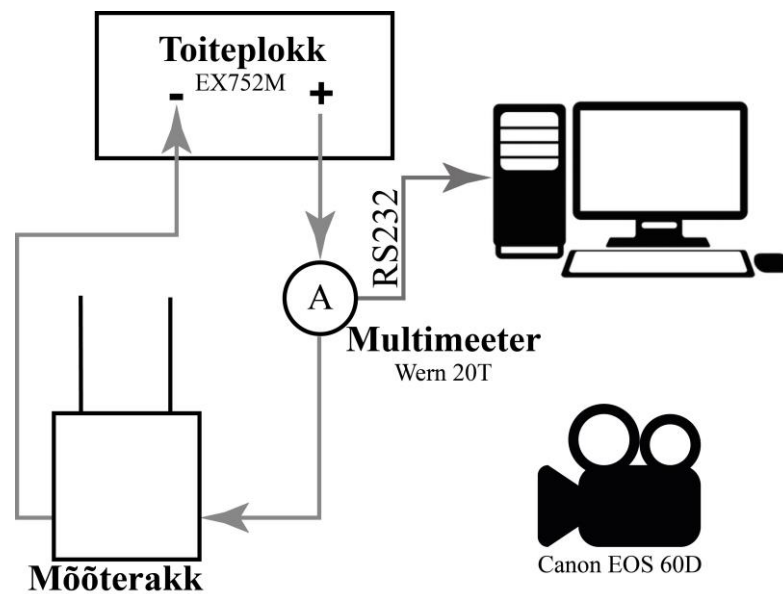 Toiteplokk
EX752M
- +
RS232
A
Multimeeter
Wern 20T
Mõõterakk
Canon EOS 60D